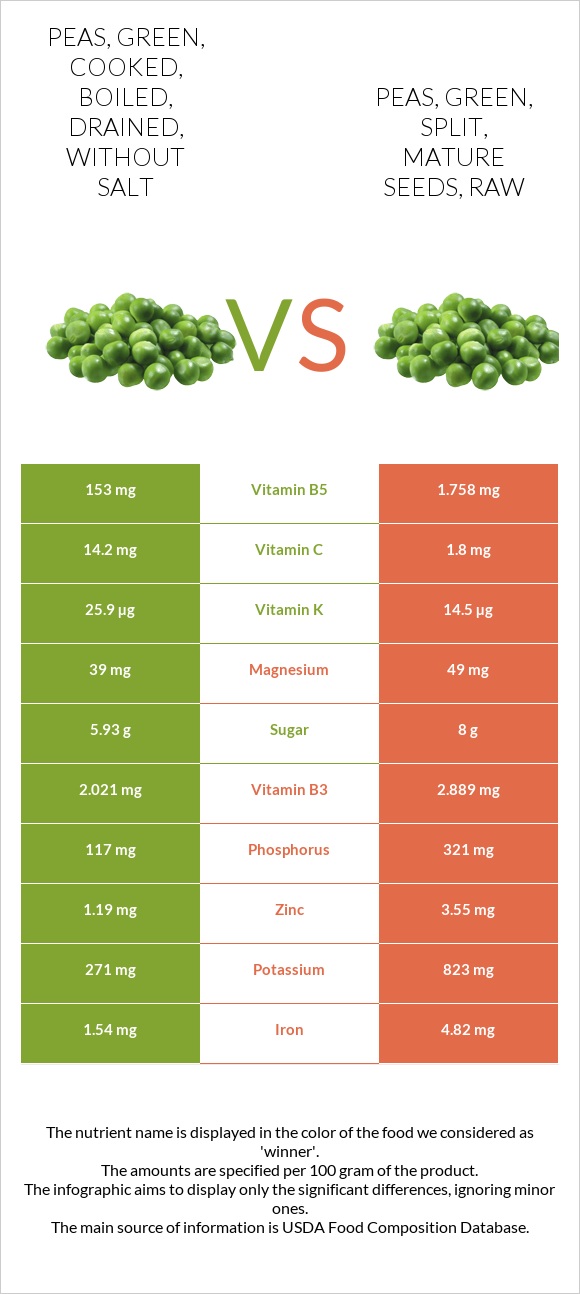 PEAS, GREEN,
COOKED,
BOILED,
DRAINED,
WITHOUT
SALT
PEAS, GREEN,
SPLIT,
MATURE
SEEDS, RAW
VS
153 mg Vitamin B5 1.758 mg
14.2 mg Vitamin C 1.8 mg
25.9 µg Vitamin K 14.5 µg
39 mg Magnesium 49 mg
5.93 g Sugar 8 g
2.021 mg Vitamin B3 2.889 mg
117 mg Phosphorus 321 mg
1.19 mg Zinc 3.55 mg
271 mg Potassium 823 mg
1.54 mg Iron 4.82 mg
The nutrient name is displayed in the color of the food we considered as
'winner'.
The amounts are specified per 100 gram of the product.
The infographic aims to display only the significant differences, ignoring minor
ones.
The main source of information is USDA Food Composition Database.